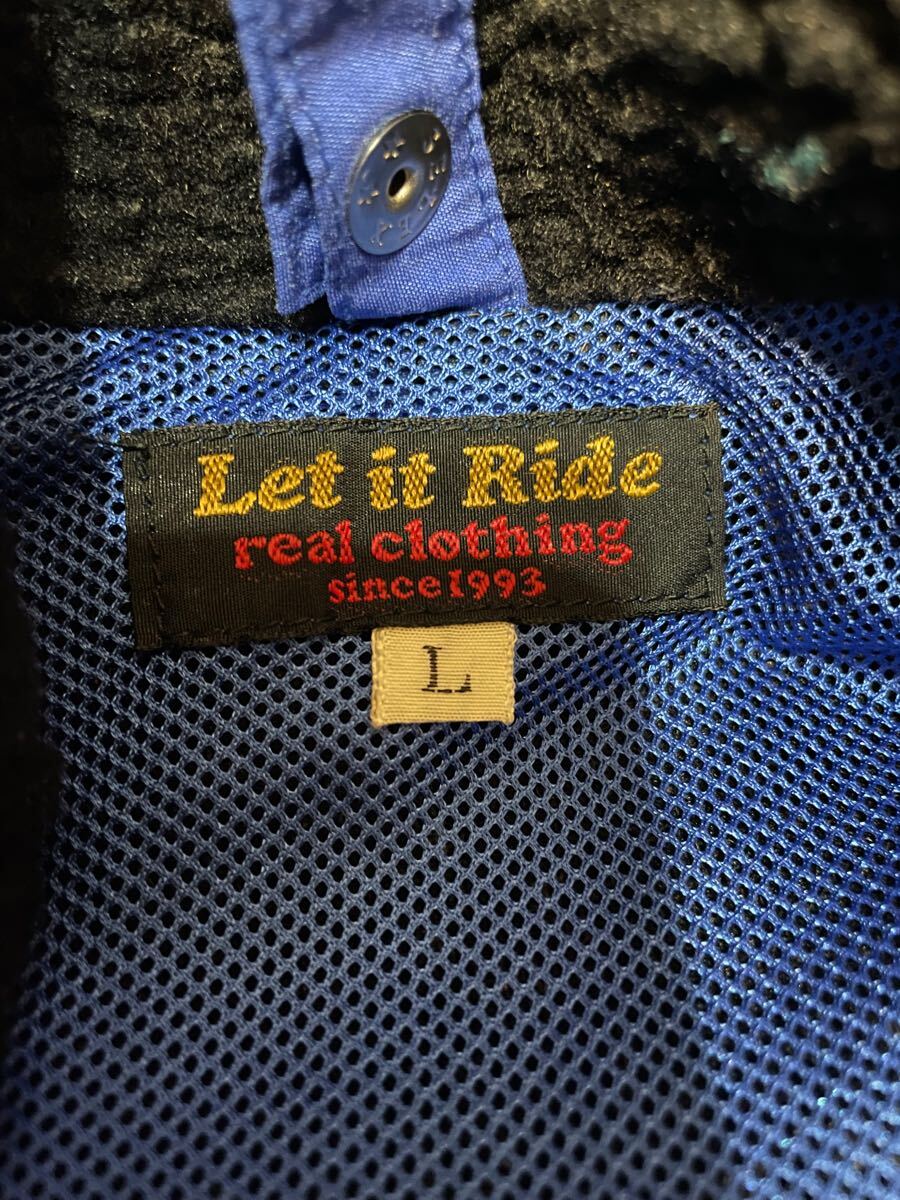 Let it Ride
real clothing
since1993
L